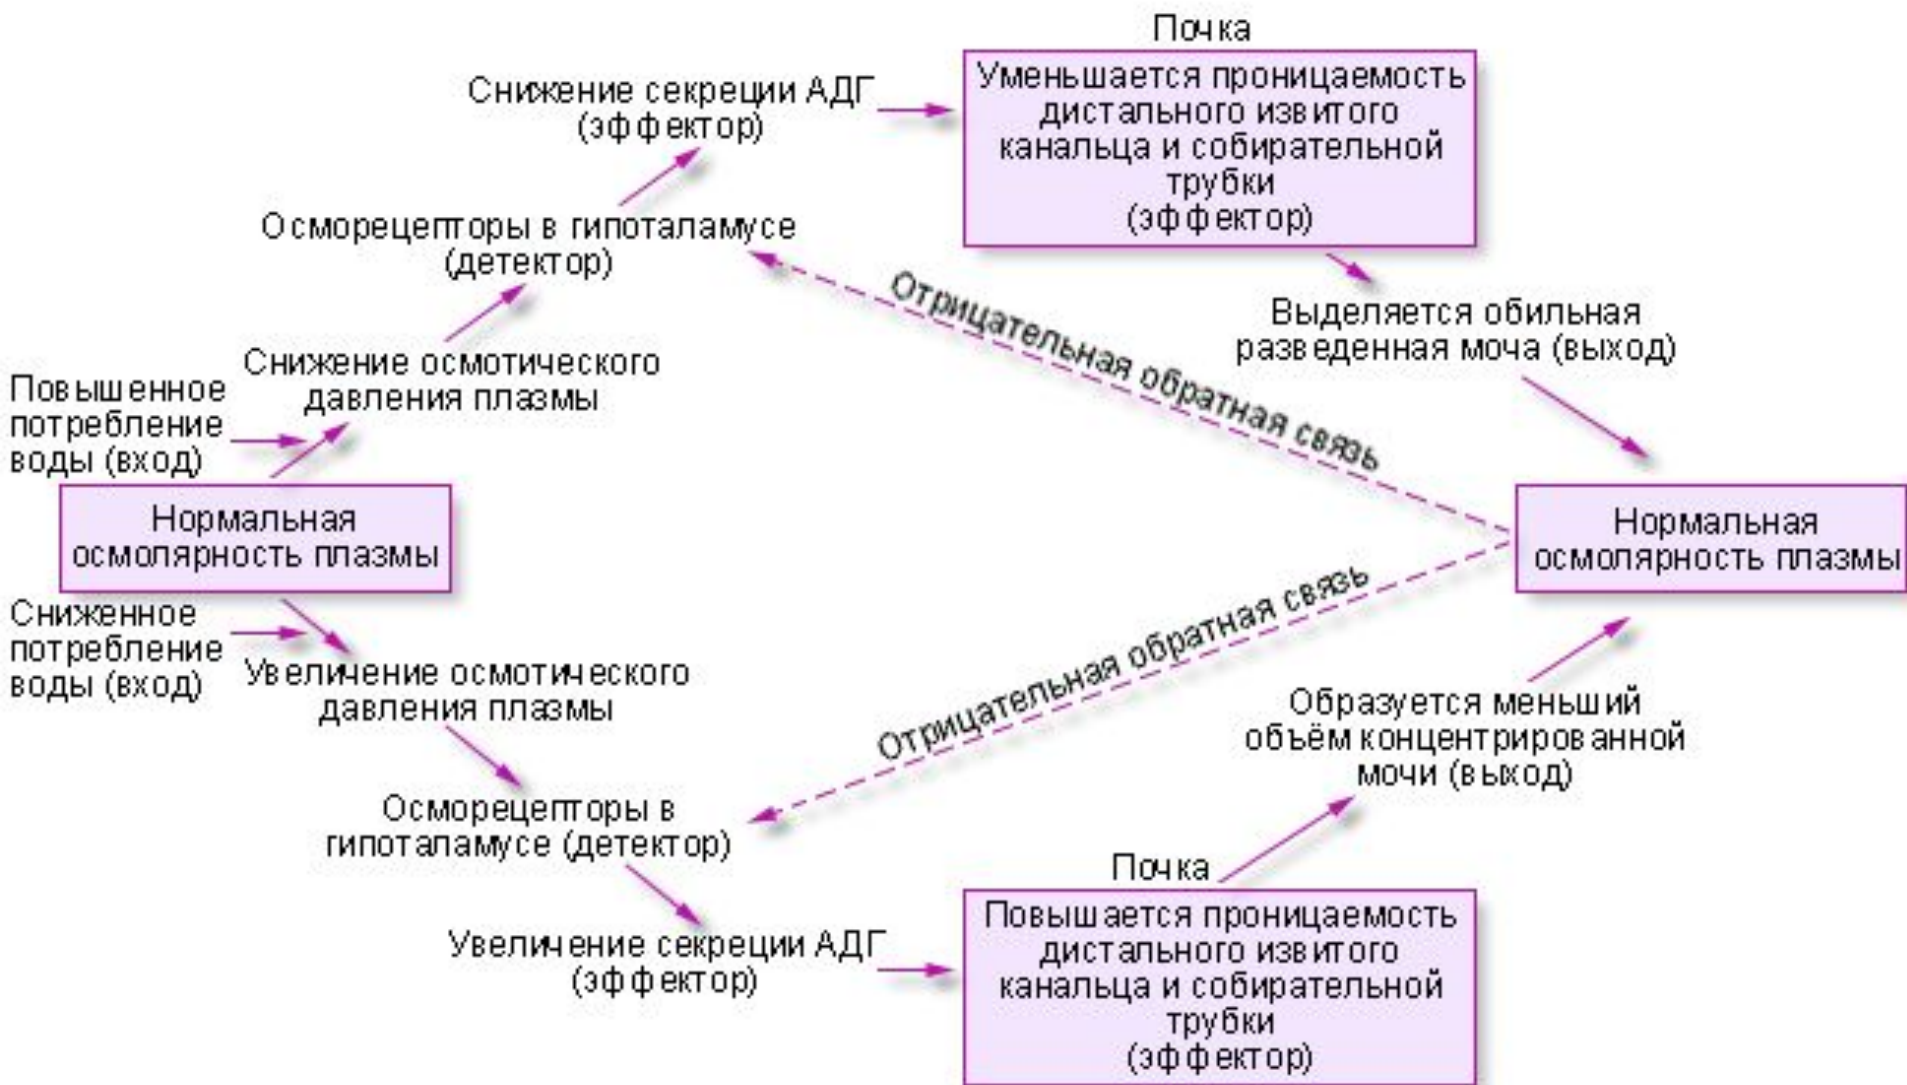 Почка
Снижение секреции АДГ
(эффектор)
Уменьшается проницаемость
дистального извитого
канальца и собирательной
трубки
(эффектор)
Осморецепторы в гипоталамусе
(детектор)
Отрицательная обратная связь
Выделяется обильная
разведенная моча (выход)
Снижение осмотического
давления плазмы
Повышенное
потребление
воды (вход)
Нормальная
осмолярность плазмы
Нормальная
осмолярность плазмы
Сниженное
потребление
воды (вход)
Увеличение осмотического
давления плазмы
Отрицательная обратная связь
Образуется меньший
объём концентрированной
мочи (выход)
Осморецепторы в
гипоталамусе (детектор)
Почка
Увеличение секреции АДГ
(эффектор)
Повышается проницаемость
дистального извитого
канальца и собирательной
трубки
(эффектор)